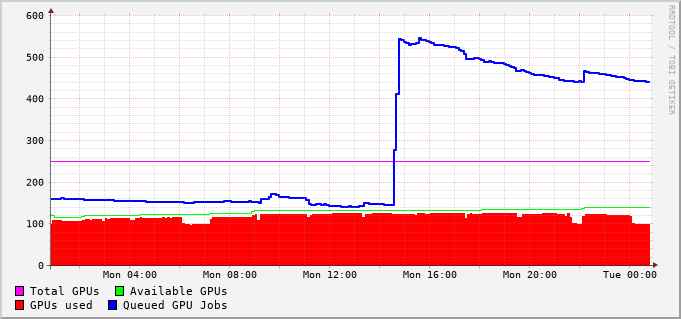 600
500
400
300
200
100
0
Mon 04:00 Mon 08:00 Mon 12:00 Mon 16:00 Mon 20:00 Tue 00:00
Total GPUs Available GPUs
GPUs used Queued GPU Jobs
RRDTOOL / TOBI OETIKER